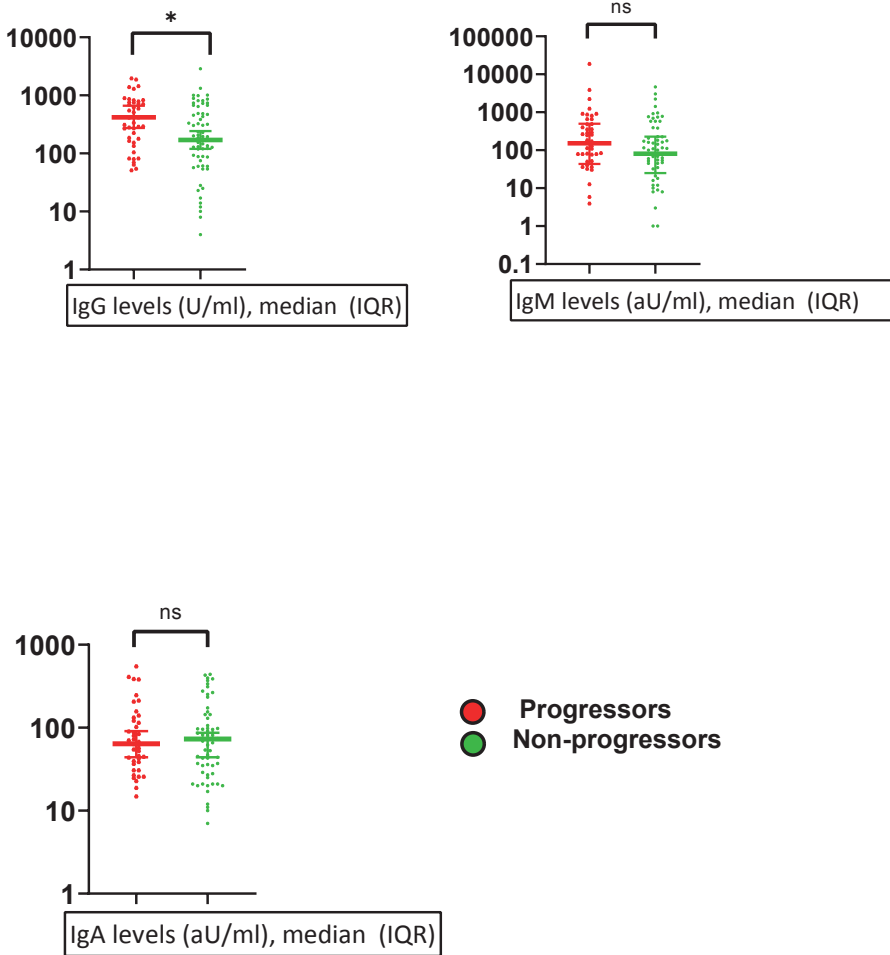 *
10000
1000
100
10
1
IgG levels (U/ml), median (IQR)
ns
100000
10000
1000
100
10
1
0.1
IgM levels (aU/ml), median (IQR)
ns
1000
100
10
1
IgA levels (aU/ml), median (IQR)
Progressors
Non-progressors